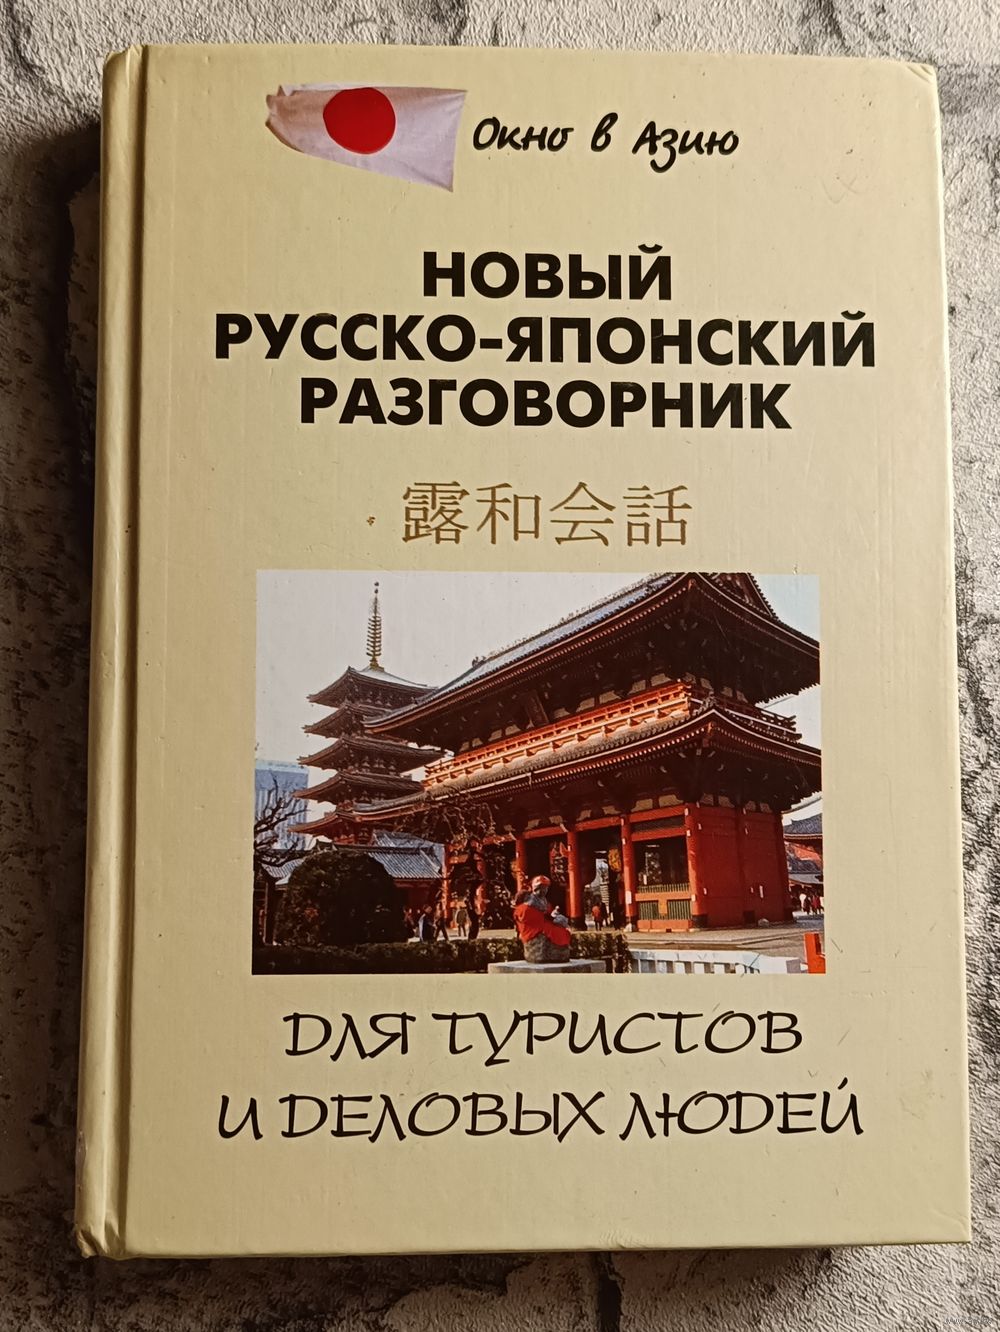 Окно в Азию
НОВЫЙ
РУССКО-ЯПОНСКИЙ
РАЗГОВОРНИК
露和会話
ДЛЯ ТУРИСТОВ
И ДЕЛОВЫХ ЛЮДЕЙ